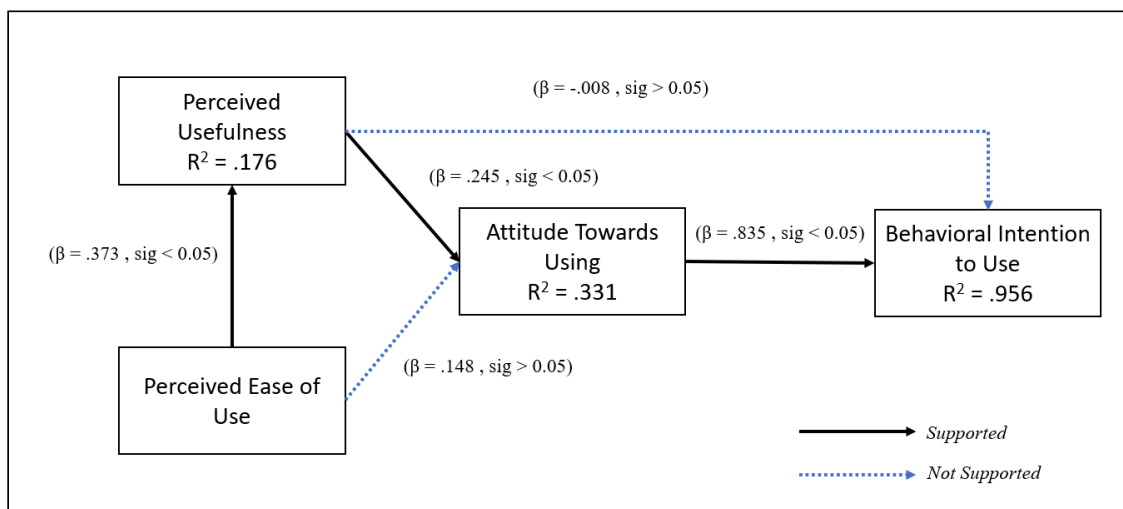 Perceived
Usefulness
R² = .176
(β = -.008 , sig > 0.05)
(β = .245 , sig < 0.05)
(β = .373 , sig < 0.05)
Attitude Towards
Using
R² = .331
(β = .835 , sig < 0.05)
Behavioral Intention
to Use
R² = .956
Perceived Ease of
Use
(β = .148 , sig > 0.05)
Supported
Not Supported